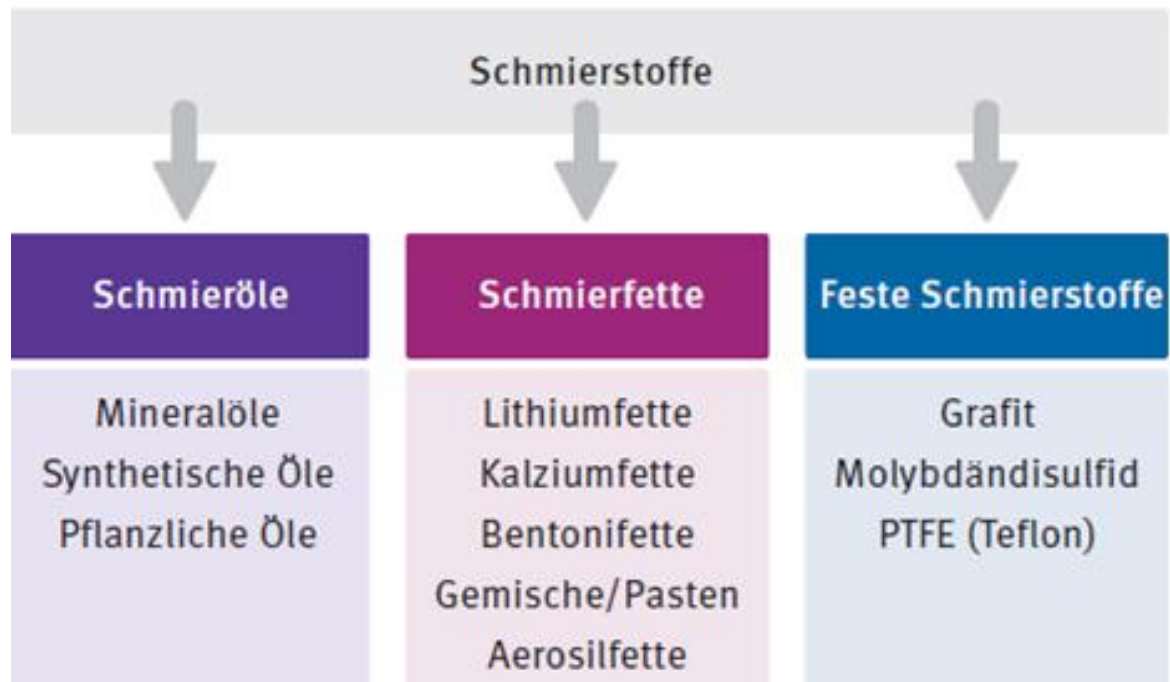 Schmierstoffe
Schmieröle
Mineralöle
Synthetische Öle
Pflanzliche Öle
Schmierfette
Lithiumfette
Kalziumfette
Bentonifette
Gemische/Pasten
Aerosilfette
Feste Schmierstoffe
Grafit
Molybdändisulfid
PTFE (Teflon)